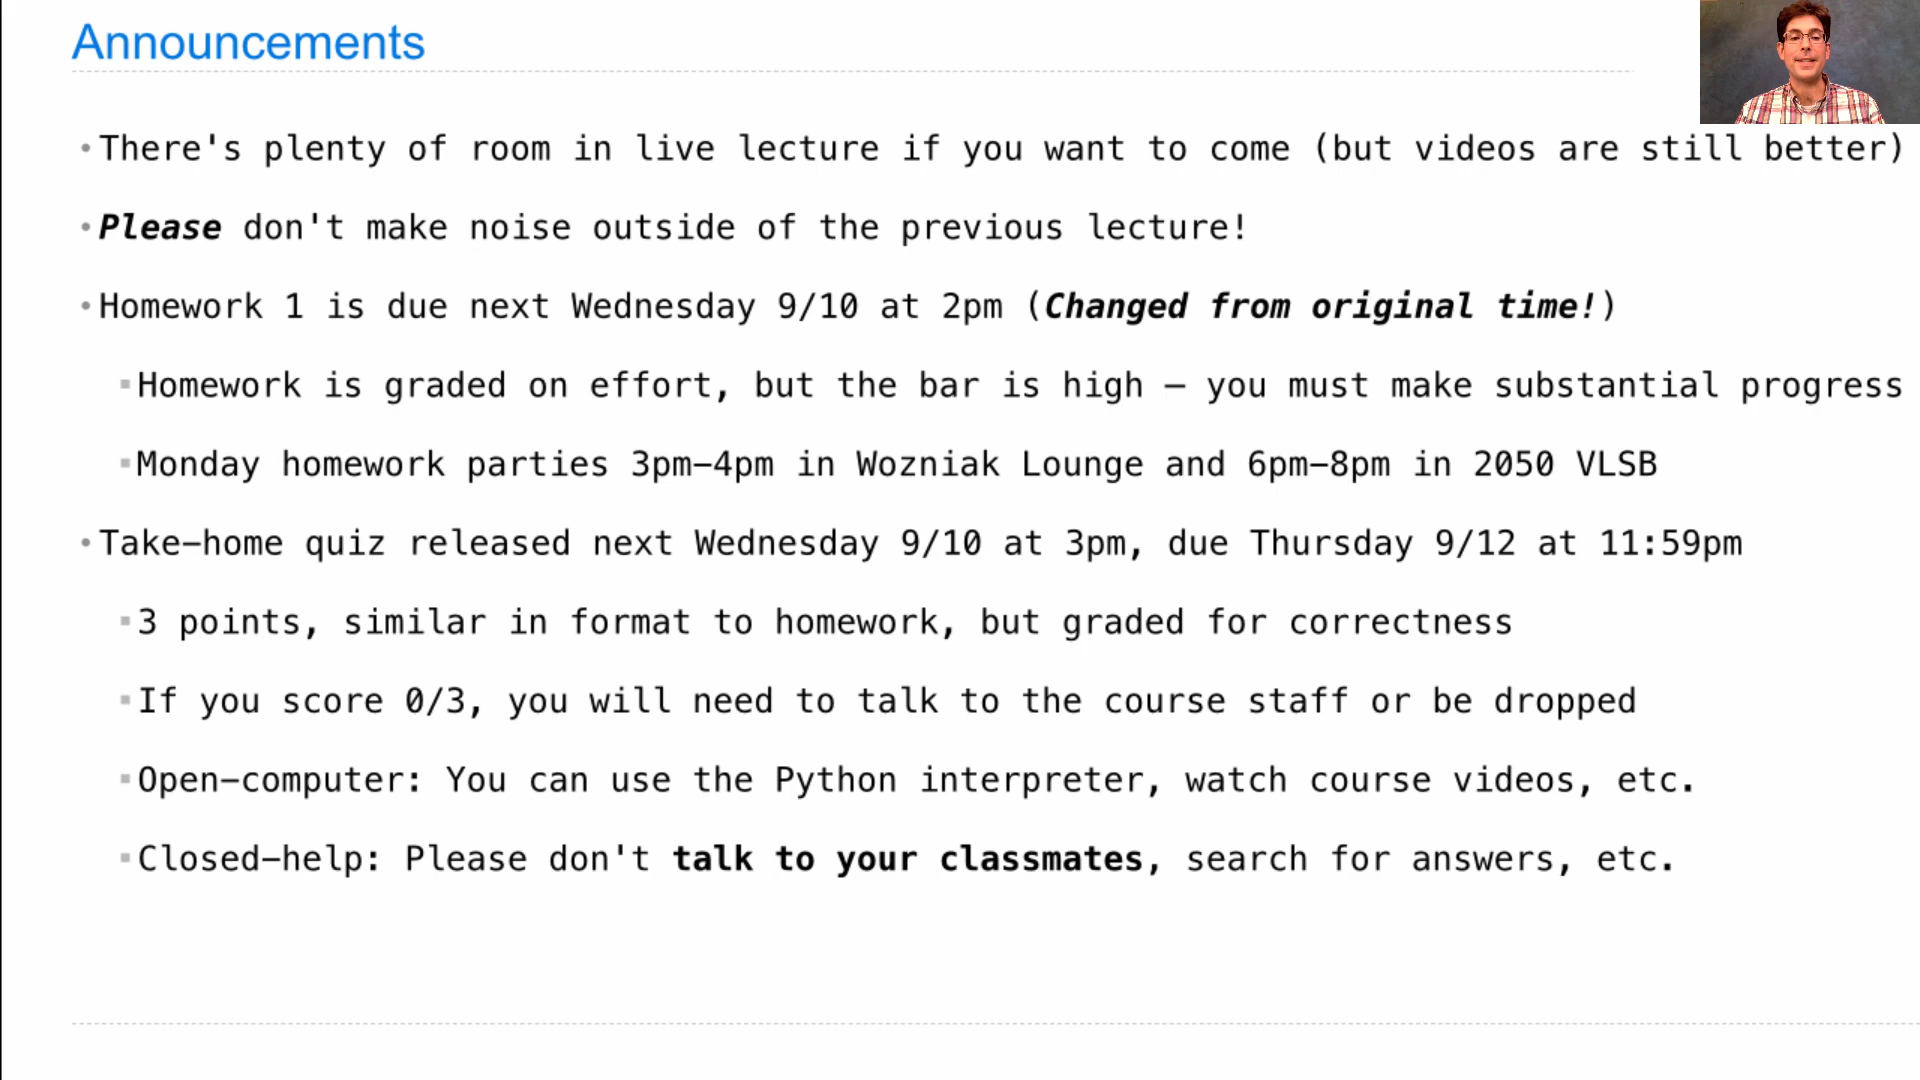 Announcements
•There's plenty of room in live lecture if you want to come (but videos are still better)
•Please don't make noise outside of the previous lecture!
•Homework 1 is due next Wednesday 9/10 at 2pm (Changed from original time!)
▪Homework is graded on effort, but the bar is high – you must make substantial progress
▪Monday homework parties 3pm–4pm in Wozniak Lounge and 6pm–8pm in 2050 VLSB
•Take–home quiz released next Wednesday 9/10 at 3pm, due Thursday 9/12 at 11:59pm
▪3 points, similar in format to homework, but graded for correctness
▪If you score 0/3, you will need to talk to the course staff or be dropped
▪Open–computer: You can use the Python interpreter, watch course videos, etc.
▪Closed–help: Please don't talk to your classmates, search for answers, etc.